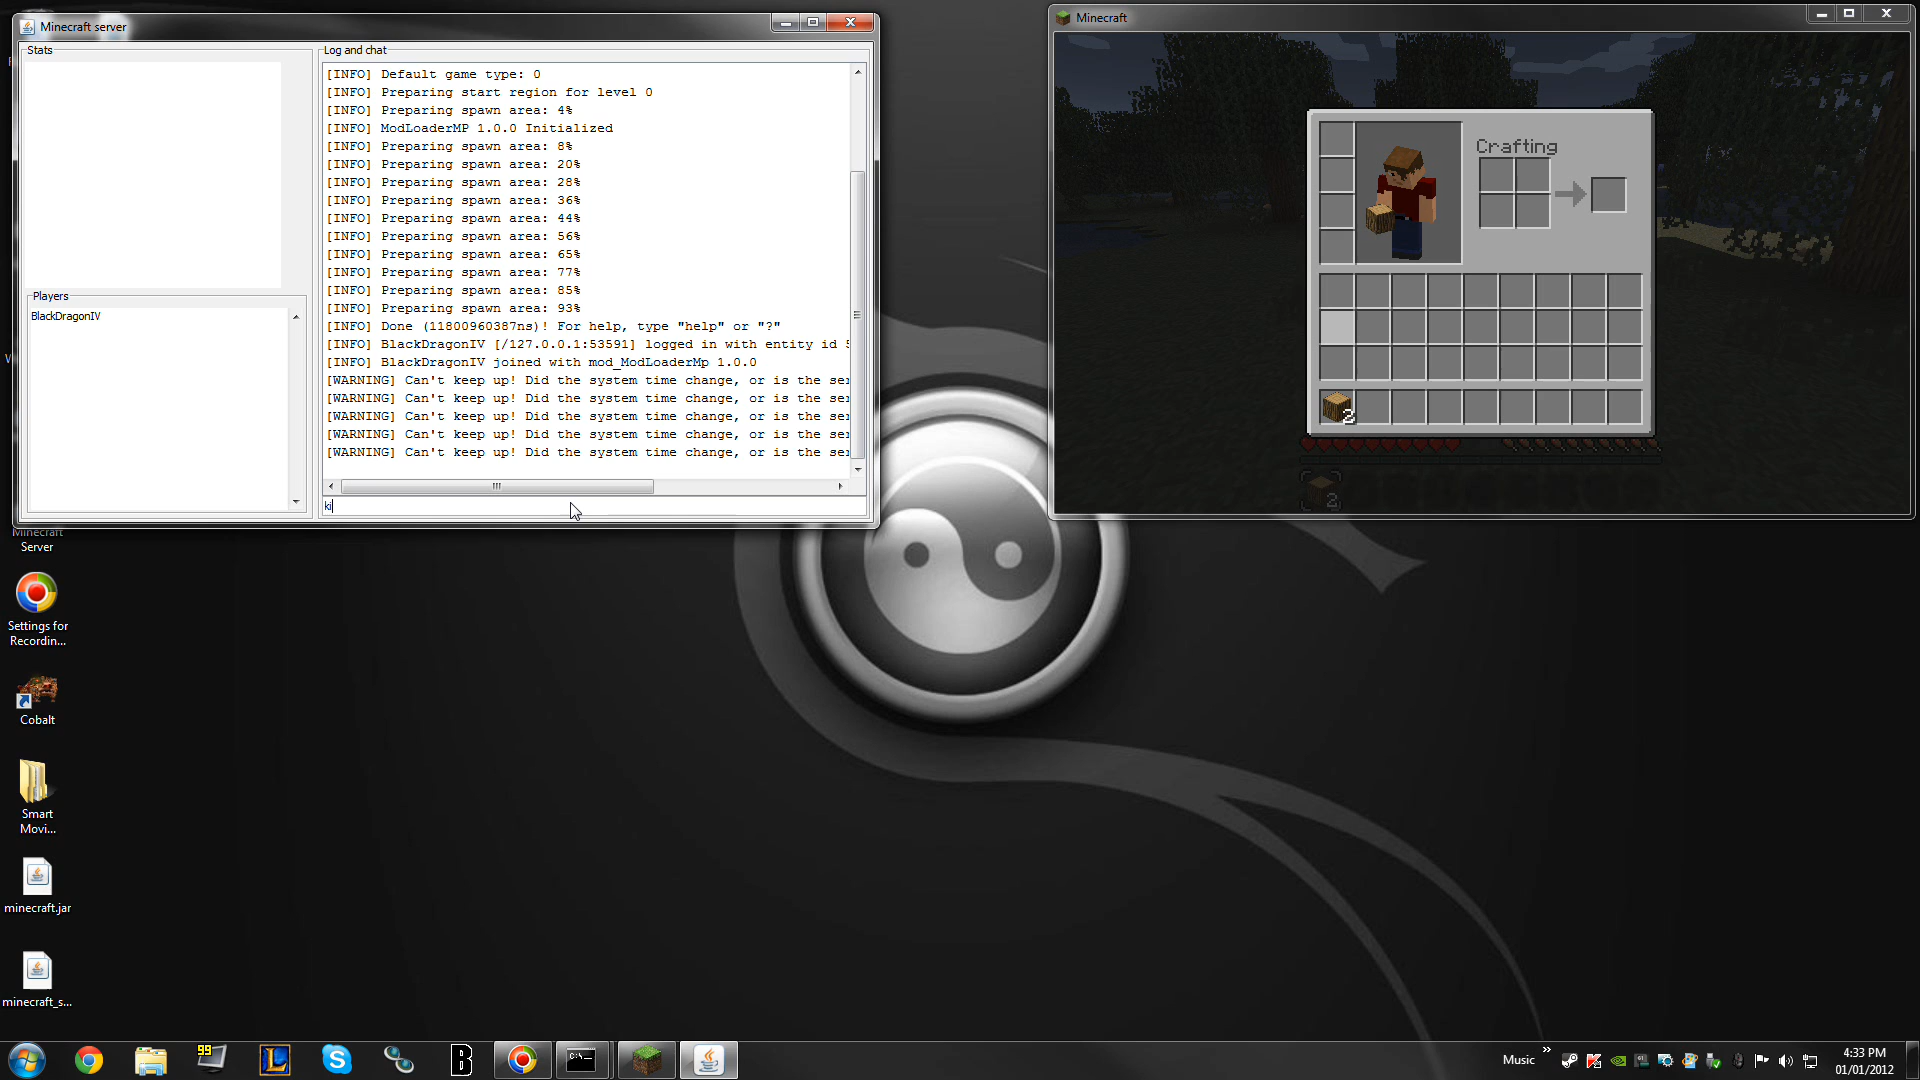 Minecraft server
Stats
Players
BlackDragonIV
Log and chat
[INFO] Default game type: 0
[INFO] Preparing start region for level 0
[INFO] Preparing spawn area: 4%
[INFO] ModLoaderMP 1.0.0 Initialized
[INFO] Preparing spawn area: 8%
[INFO] Preparing spawn area: 20%
[INFO] Preparing spawn area: 28%
[INFO] Preparing spawn area: 36%
[INFO] Preparing spawn area: 44%
[INFO] Preparing spawn area: 56%
[INFO] Preparing spawn area: 65%
[INFO] Preparing spawn area: 77%
[INFO] Preparing spawn area: 85%
[INFO] Preparing spawn area: 93%
[INFO] Done (11800960387ns)! For help, type "help" or "?"
[INFO] BlackDragonIV [/127.0.0.1:53591] logged in with entity id
[INFO] BlackDragonIV joined with mod_ModLoaderMp 1.0.0
[WARNING] Can't keep up! Did the system time change, or is the ser
[WARNING] Can't keep up! Did the system time change, or is the ser
[WARNING] Can't keep up! Did the system time change, or is the ser
[WARNING] Can't keep up! Did the system time change, or is the ser
[WARNING] Can't keep up! Did the system time change, or is the ser
ki
Minecraft
Crafting
2
2
Minecraft
Server
Settings for
Recordin...
Cobalt
Smart
Movi...
minecraft.jar
minecraft_s...
99
L
S
B
C:\_
Music
4:33 PM
01/01/2012